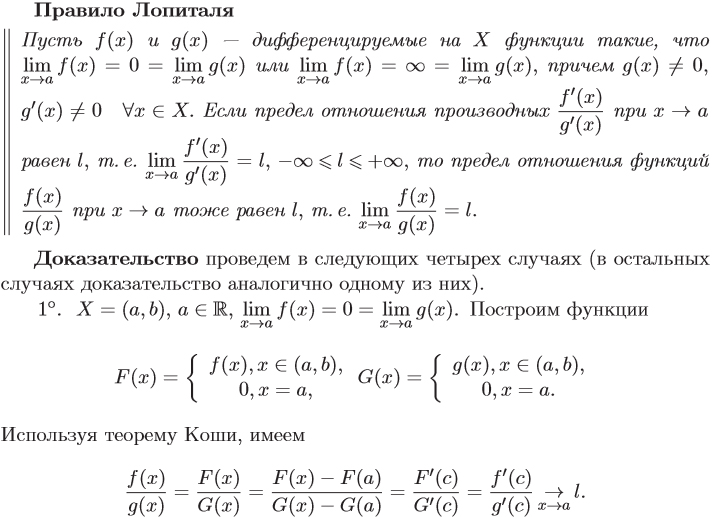 Правило Лопиталя
Пусть f(x) и g(x) — дифференцируемые на X функции такие, что
lim_{x→a} f(x) = 0 = lim_{x→a} g(x) или lim_{x→a} f(x) = ∞ = lim_{x→a} g(x), причем g(x) ≠ 0,
g′(x) ≠ 0 ∀x ∈ X. Если предел отношения производных f′(x)/g′(x) при x → a
равен l, т. е. lim_{x→a} f′(x)/g′(x) = l, −∞ ⩽ l ⩽ +∞, то предел отношения функций
f(x)/g(x) при x → a тоже равен l, т. е. lim_{x→a} f(x)/g(x) = l.
Доказательство проведем в следующих четырех случаях (в остальных
случаях доказательство аналогично одному из них).
1°. X = (a, b), a ∈ ℝ, lim_{x→a} f(x) = 0 = lim_{x→a} g(x). Построим функции
F(x) = { f(x), x ∈ (a, b), 0, x = a, G(x) = { g(x), x ∈ (a, b), 0, x = a.
Используя теорему Коши, имеем
f(x)/g(x) = F(x)/G(x) = (F(x) − F(a))/(G(x) − G(a)) = F′(c)/G′(c) = f′(c)/g′(c) →_{x→a} l.